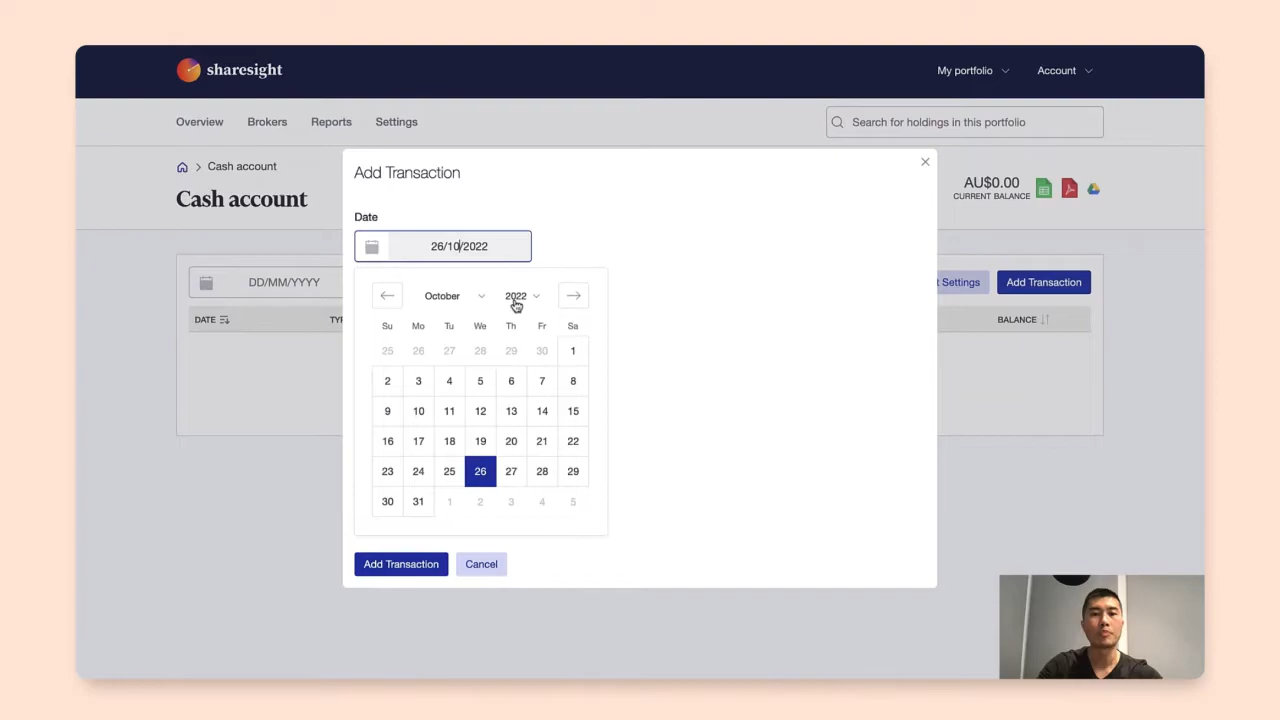 sharesight
My portfolio Account
Overview Brokers Reports Settings
Search for holdings in this portfolio
Cash account
Cash account
AU$0.00
CURRENT BALANCE
Add Transaction
Date
26/10/2022
DD/MM/YYYY
Settings
Add Transaction
DATE
BALANCE
October 2022
Su Mo Tu We Th Fr Sa
25 26 27 28 29 30 1
2 3 4 5 6 7 8
9 10 11 12 13 14 15
16 17 18 19 20 21 22
23 24 25 26 27 28 29
30 31 1 2 3 4 5
Add Transaction Cancel